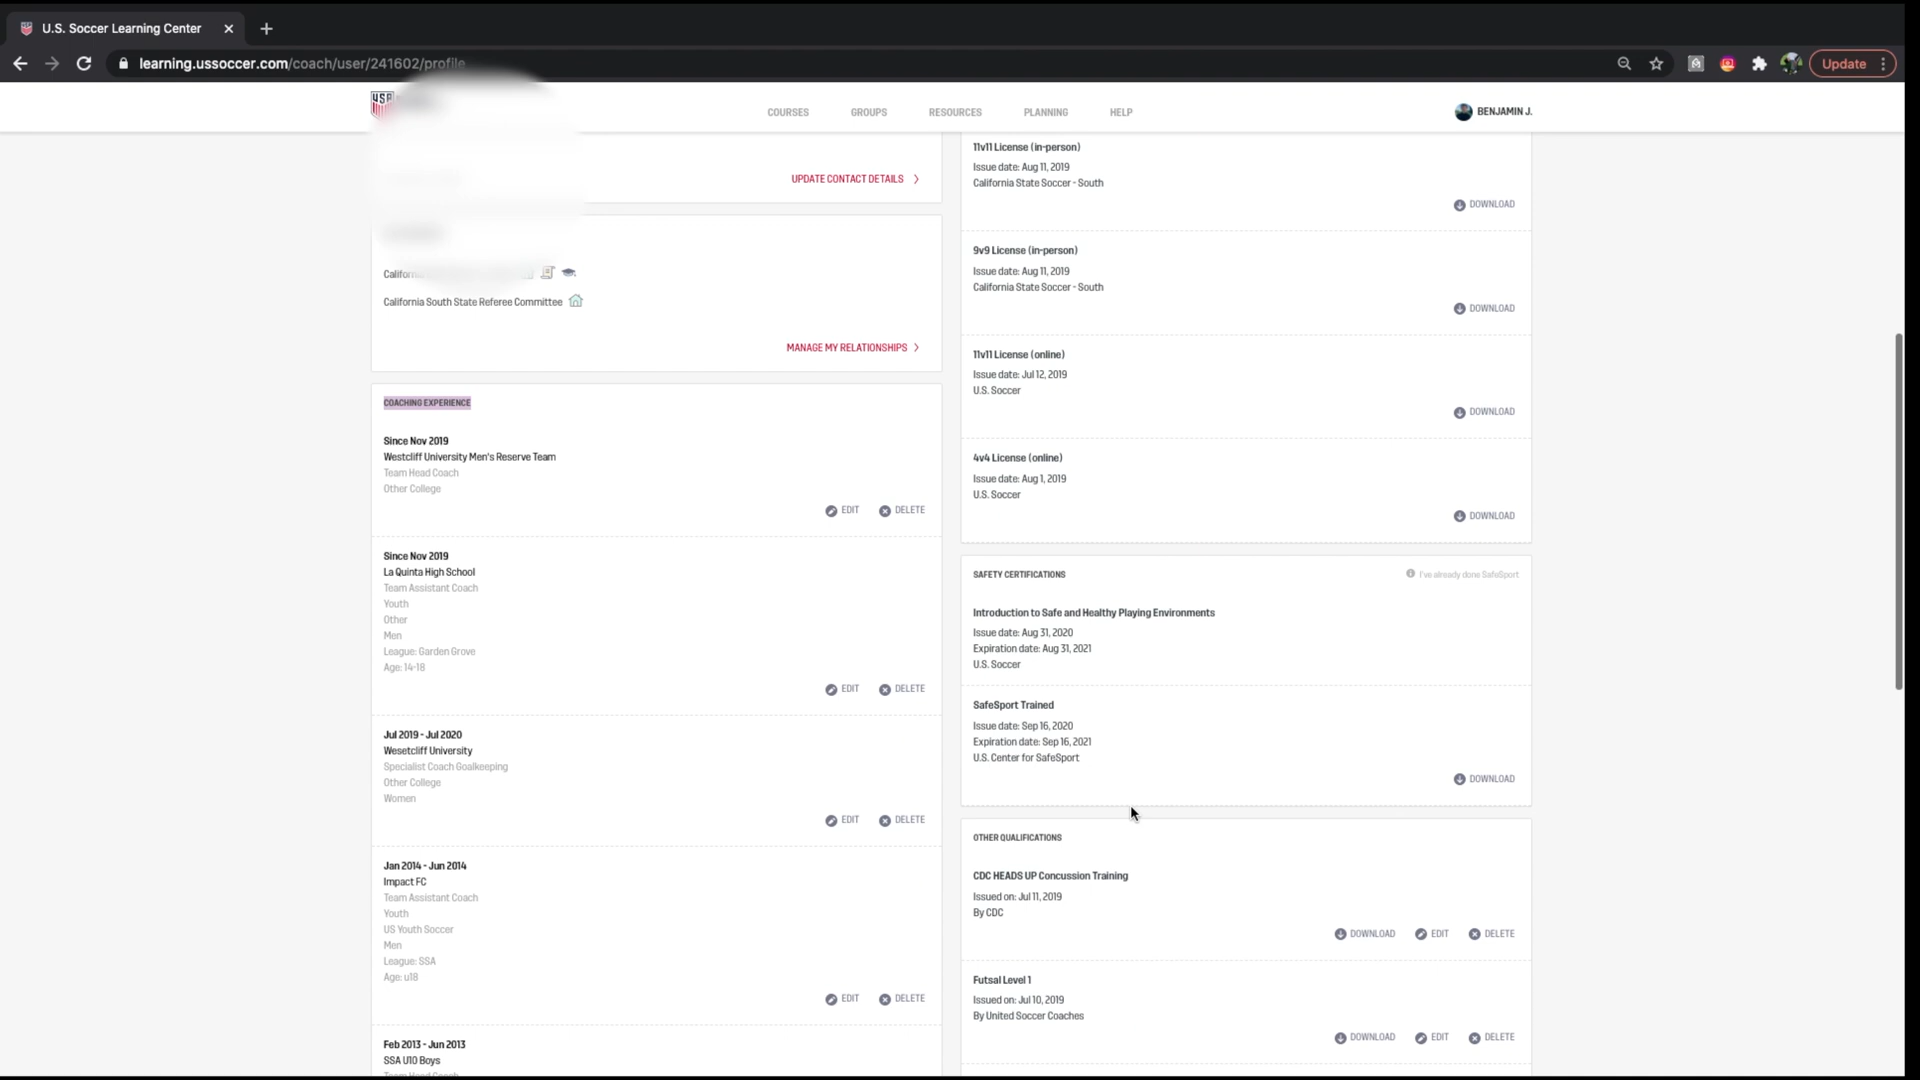 U.S. Soccer Learning Center
learning.ussoccer.com/coach/user/241602/profile
Update
USA
COURSES
GROUPS
RESOURCES
PLANNING
HELP
BENJAMIN J.
UPDATE CONTACT DETAILS
California South State Referee Committee
MANAGE MY RELATIONSHIPS
COACHING EXPERIENCE
Since Nov 2019
Westcliff University Men's Reserve Team
Team Head Coach
Other College
EDIT DELETE
Since Nov 2019
La Quinta High School
Team Assistant Coach
Youth
Other
Men
League: Garden Grove
Age: 14-18
EDIT DELETE
Jul 2019 - Jul 2020
Wesetcliff University
Specialist Coach Goalkeeping
Other College
Women
EDIT DELETE
Jan 2014 - Jun 2014
Impact FC
Team Assistant Coach
Youth
US Youth Soccer
Men
League: SSA
Age: u18
EDIT DELETE
Feb 2013 - Jun 2013
SSA U10 Boys
Team Head Coach
11v11 License (in-person)
Issue date: Aug 11, 2019
California State Soccer - South
DOWNLOAD
9v9 License (in-person)
Issue date: Aug 11, 2019
California State Soccer - South
DOWNLOAD
11v11 License (online)
Issue date: Jul 12, 2019
U.S. Soccer
DOWNLOAD
4v4 License (online)
Issue date: Aug 1, 2019
U.S. Soccer
DOWNLOAD
SAFETY CERTIFICATIONS
I've already done SafeSport
Introduction to Safe and Healthy Playing Environments
Issue date: Aug 31, 2020
Expiration date: Aug 31, 2021
U.S. Soccer
SafeSport Trained
Issue date: Sep 16, 2020
Expiration date: Sep 16, 2021
U.S. Center for SafeSport
DOWNLOAD
OTHER QUALIFICATIONS
CDC HEADS UP Concussion Training
Issued on: Jul 11, 2019
By CDC
DOWNLOAD EDIT DELETE
Futsal Level 1
Issued on: Jul 10, 2019
By United Soccer Coaches
DOWNLOAD EDIT DELETE